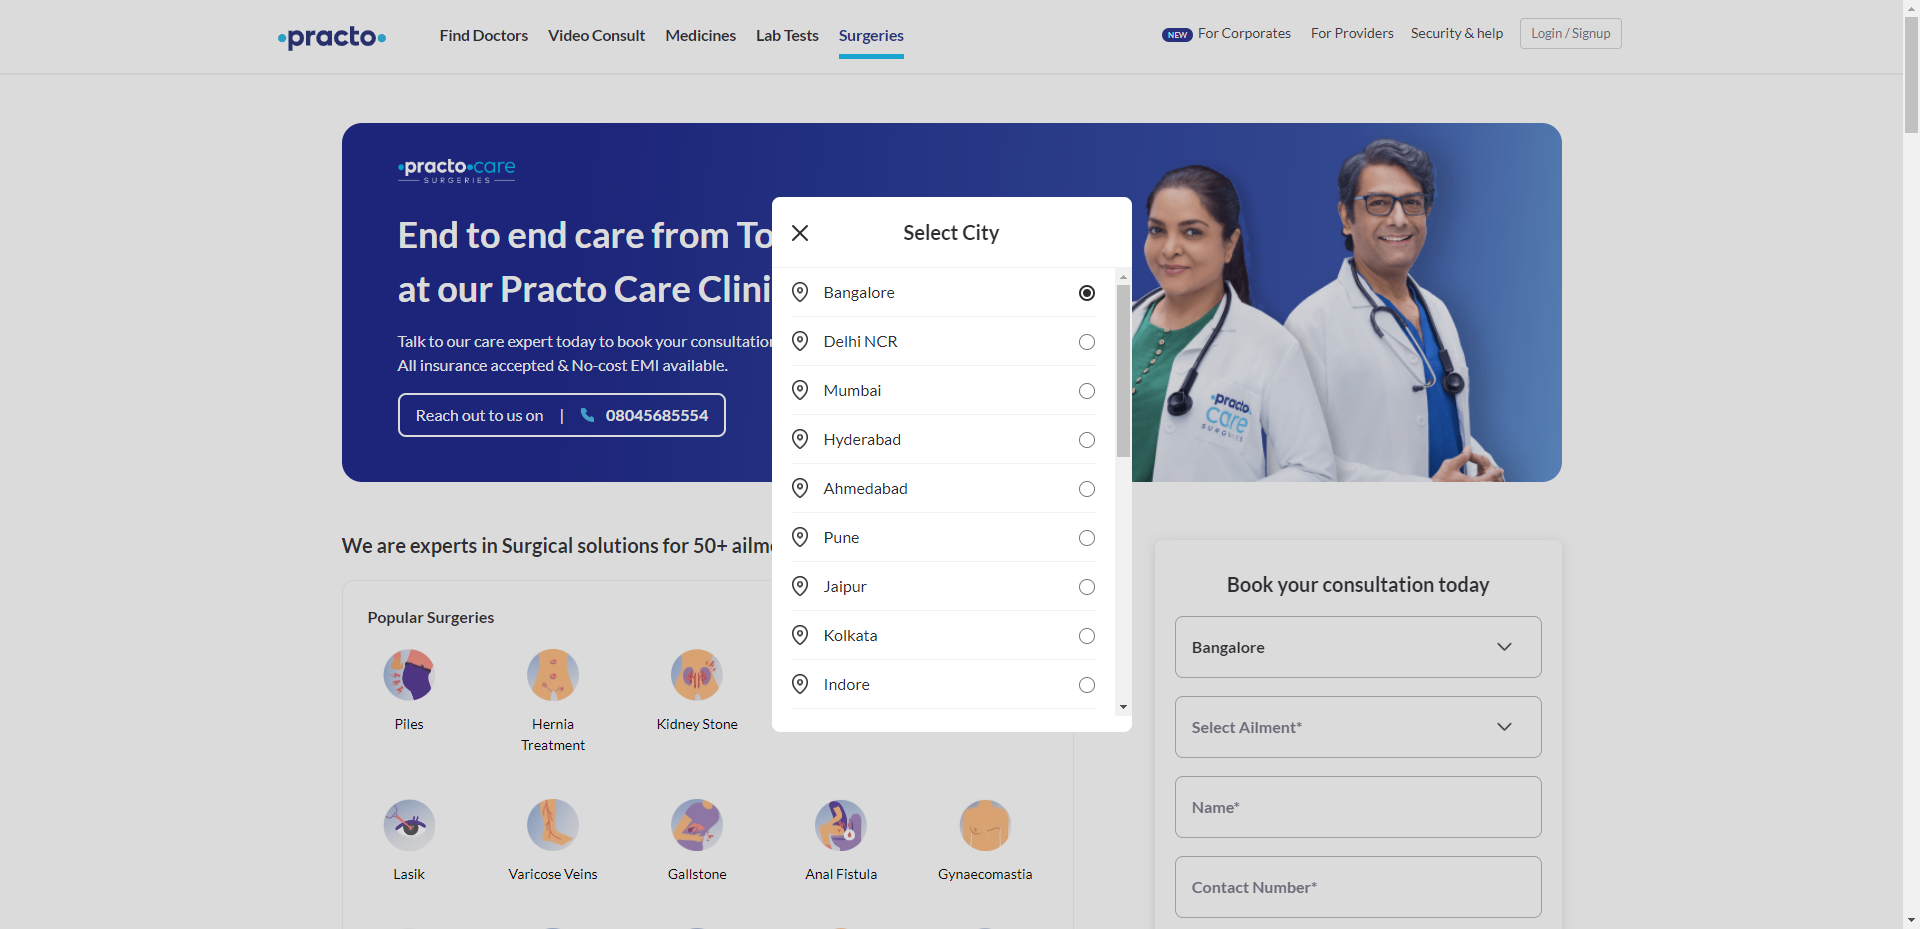 practo
Find Doctors
Video Consult
Medicines
Lab Tests
Surgeries
NEW For Corporates
For Providers
Security & help
Login / Signup
practo care
SURGERIES
End to end care from To
at our Practo Care Clini
Talk to our care expert today to book your consultation
All insurance accepted & No-cost EMI available.
Reach out to us on | 08045685554
practo
care
SURGERIES
Select City
Bangalore
Delhi NCR
Mumbai
Hyderabad
Ahmedabad
Pune
Jaipur
Kolkata
Indore
We are experts in Surgical solutions for 50+ ailm
Popular Surgeries
Piles
Hernia
Treatment
Kidney Stone
Lasik
Varicose Veins
Gallstone
Anal Fistula
Gynaecomastia
Book your consultation today
Bangalore
Select Ailment*
Name*
Contact Number*